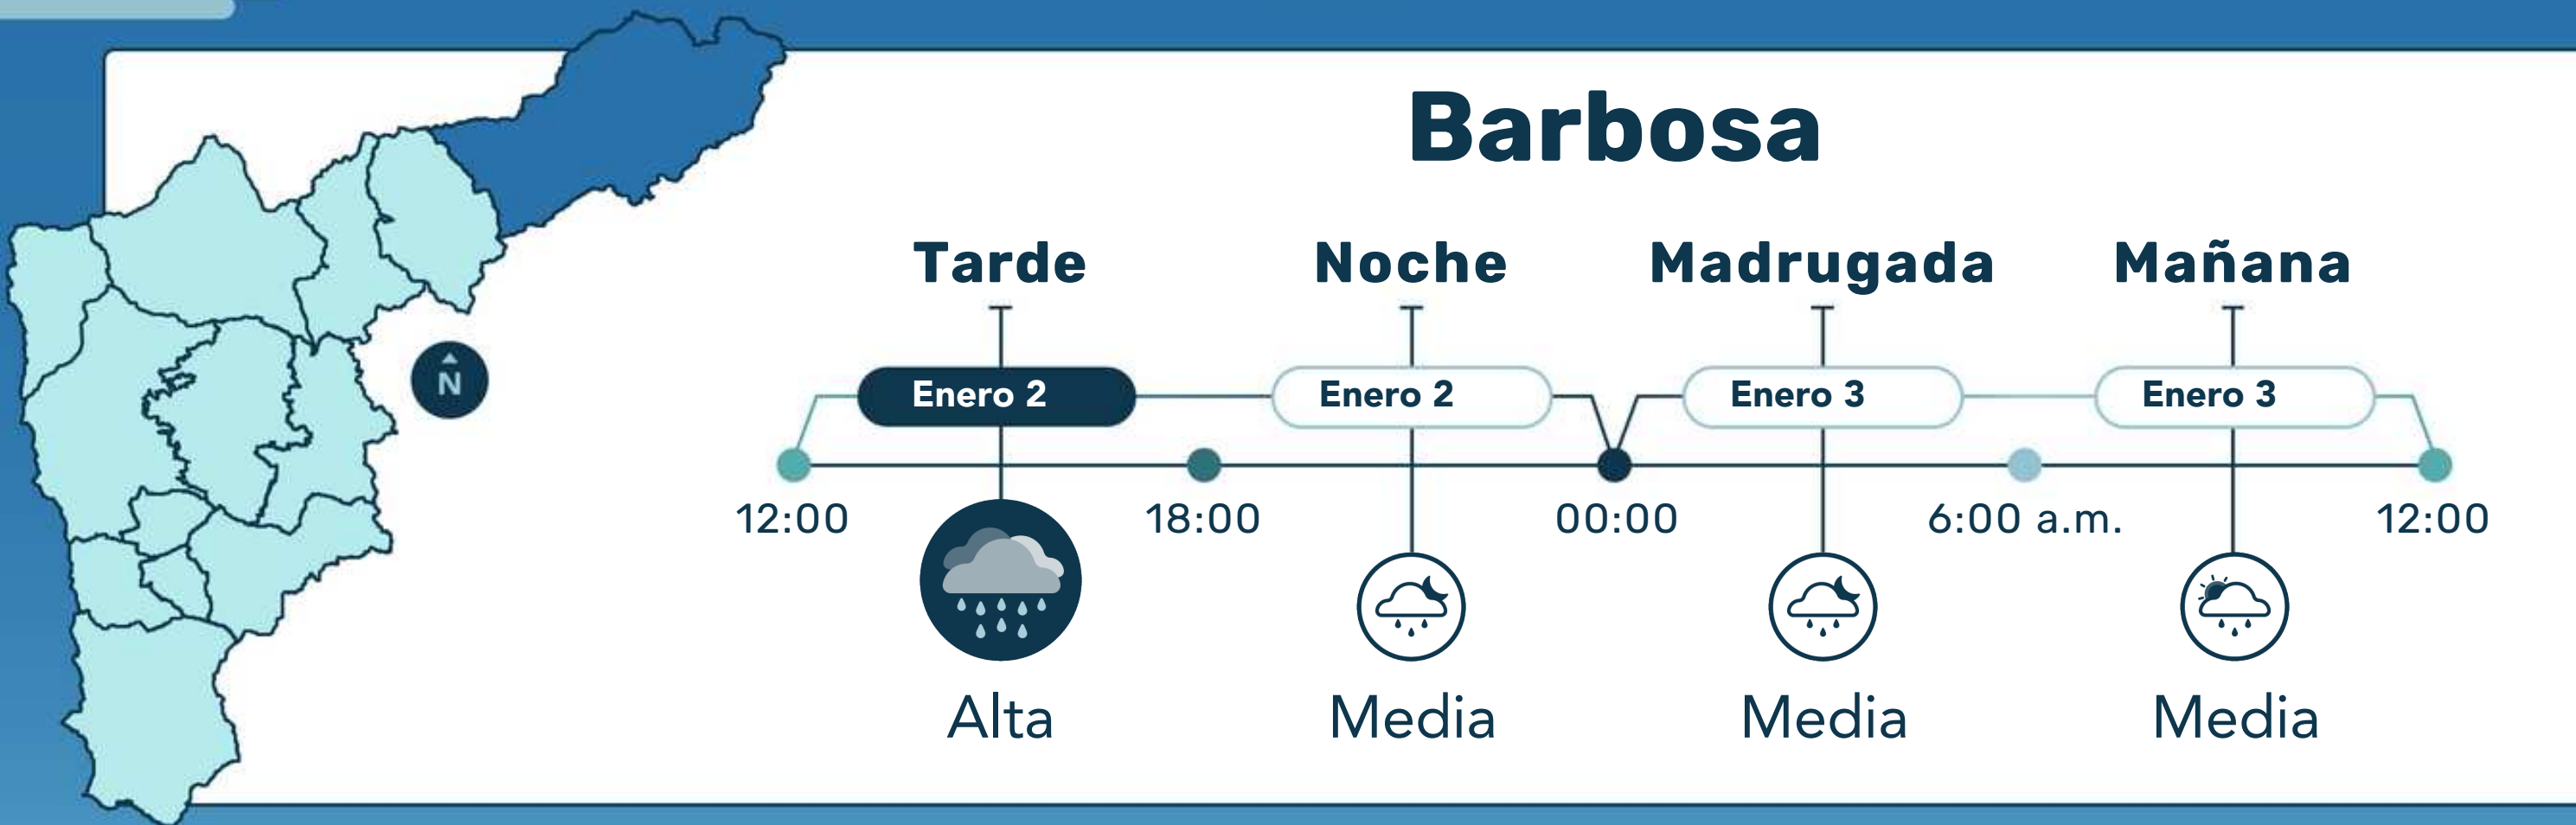 Barbosa
Tarde Noche Madrugada Mañana
N
Enero 2 Enero 2 Enero 3 Enero 3
12:00 18:00 00:00 6:00 a.m. 12:00
Alta Media Media Media